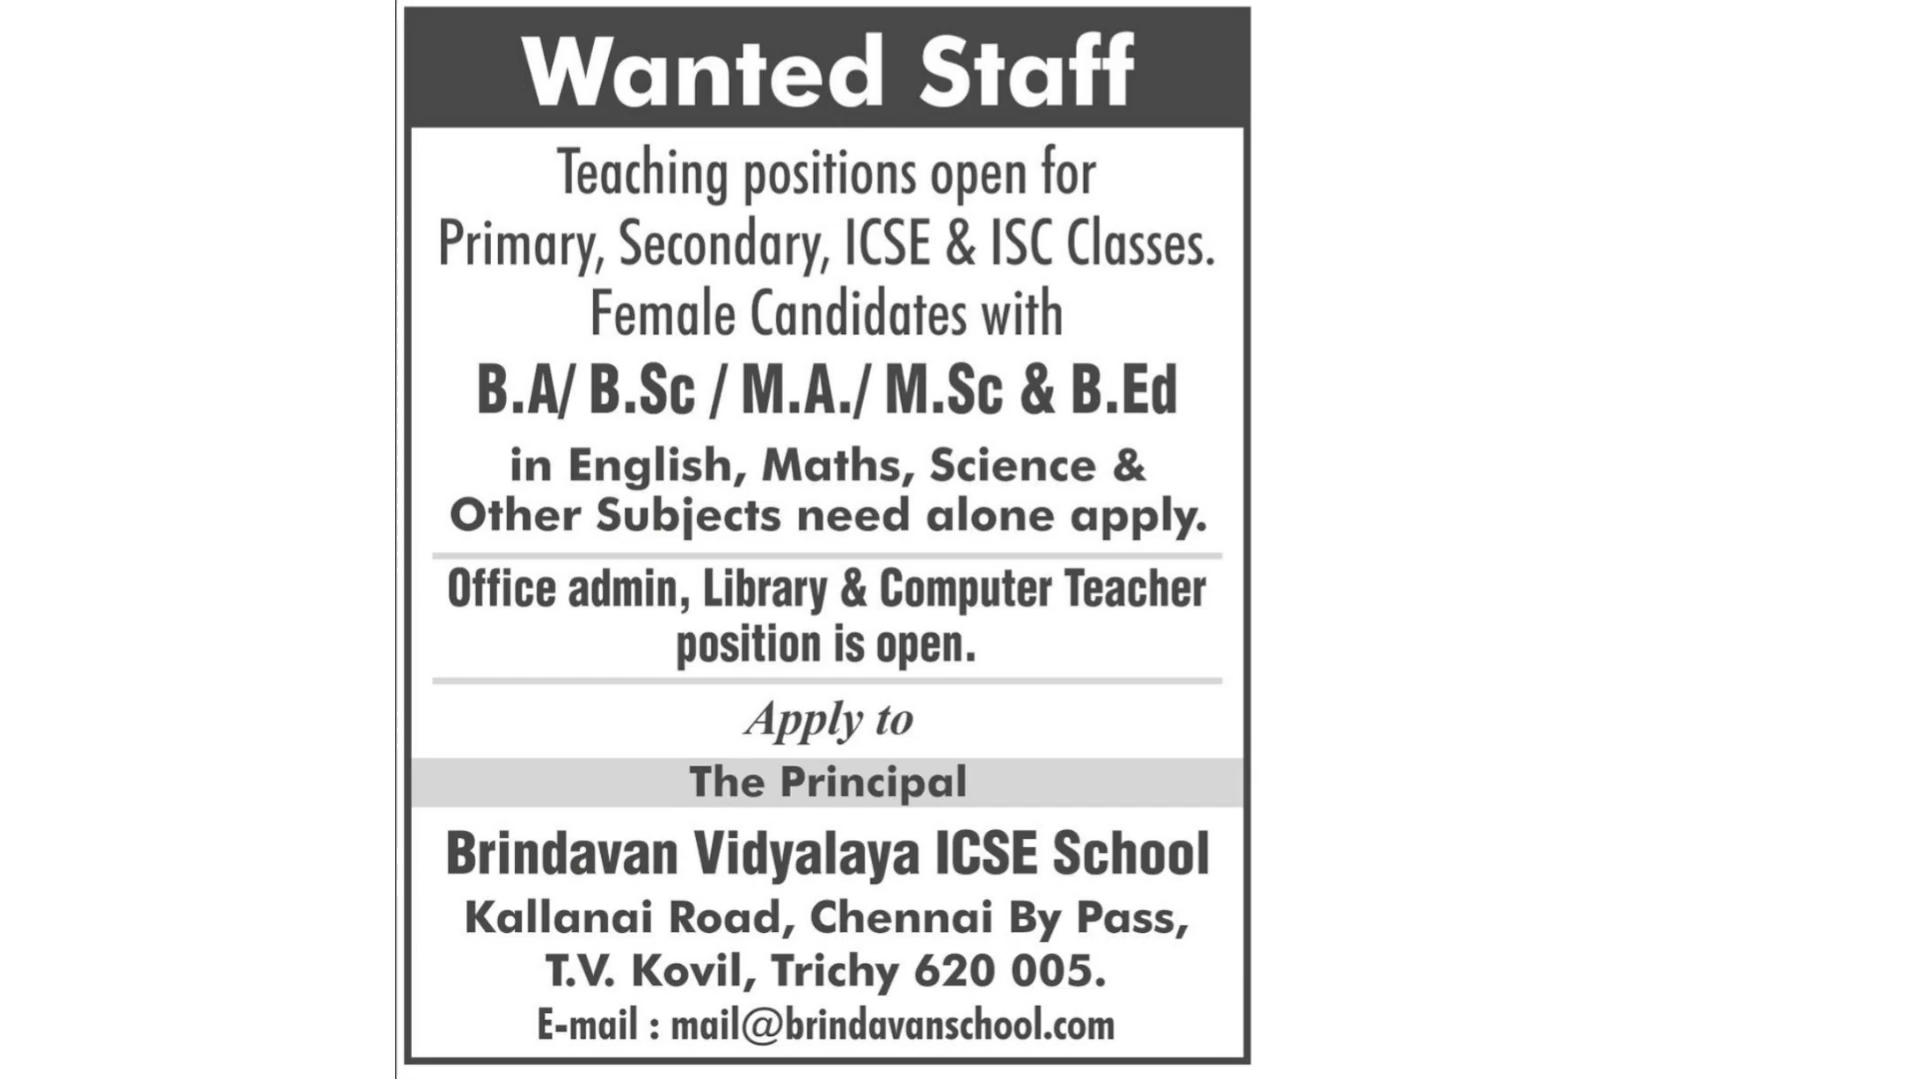 Wanted Staff
Teaching positions open for
Primary, Secondary, ICSE & ISC Classes.
Female Candidates with
B.A/ B.Sc / M.A./ M.Sc & B.Ed
in English, Maths, Science &
Other Subjects need alone apply.
Office admin, Library & Computer Teacher
position is open.
Apply to
The Principal
Brindavan Vidyalaya ICSE School
Kallanai Road, Chennai By Pass,
T.V. Kovil, Trichy 620 005.
E-mail : mail@brindavanschool.com